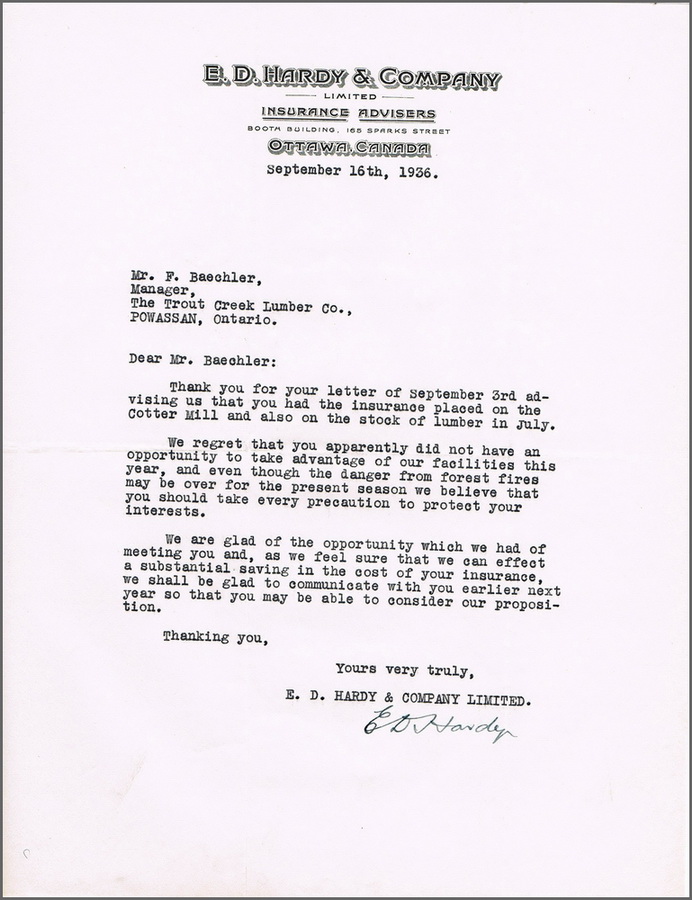 E. D. HARDY & COMPANY
LIMITED
INSURANCE ADVISERS
BOOTH BUILDING, 165 SPARKS STREET
OTTAWA, CANADA
September 16th, 1936.
Mr. F. Baechler,
Manager,
The Trout Creek Lumber Co.,
POWASSAN, Ontario.
Dear Mr. Baechler:
Thank you for your letter of September 3rd ad-
vising us that you had the insurance placed on the
Cotter Mill and also on the stock of lumber in July.
We regret that you apparently did not have an
opportunity to take advantage of our facilities this
year, and even though the danger from forest fires
may be over for the present season we believe that
you should take every precaution to protect your
interests.
We are glad of the opportunity which we had of
meeting you and, as we feel sure that we can effect
a substantial saving in the cost of your insurance,
we shall be glad to communicate with you earlier next
year so that you may be able to consider our proposi-
tion.
Thanking you,
Yours very truly,
E. D. HARDY & COMPANY LIMITED.
E D Hardy